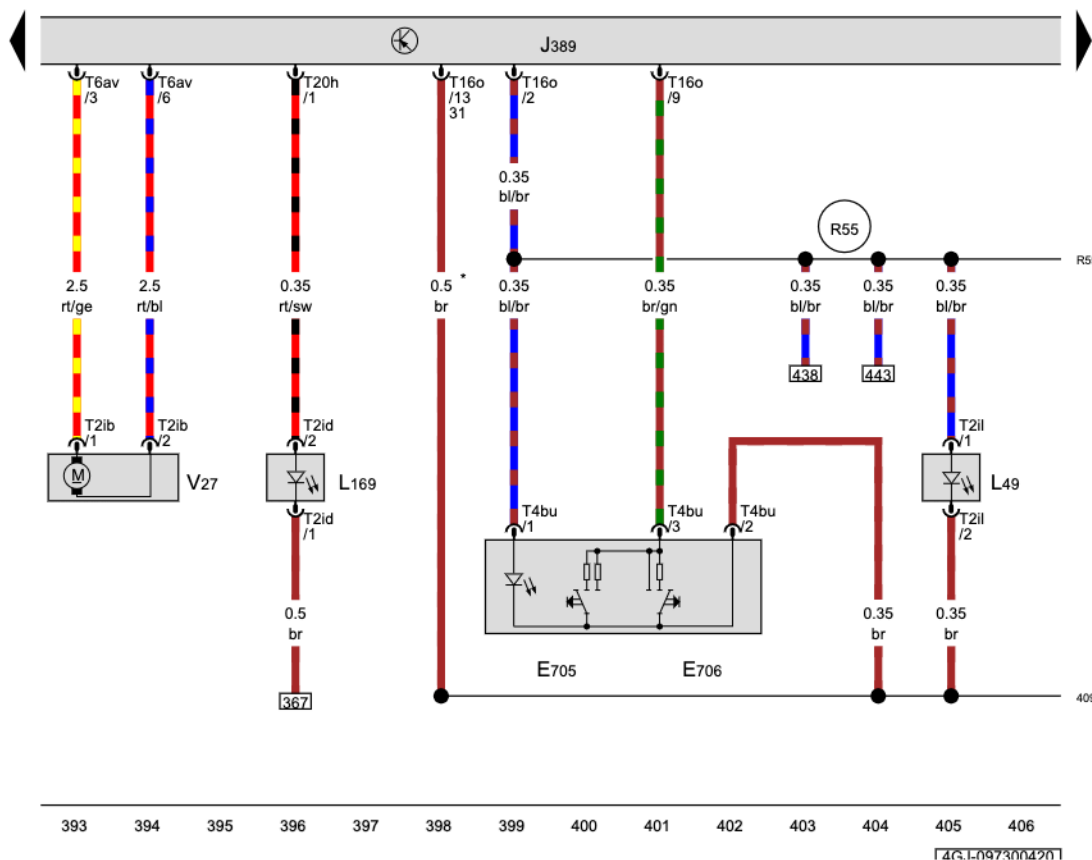 J389
T6av
/3
T6av
/6
T20h
/1
T16o
/13
31
T16o
/2
T16o
/9
0.35
bl/br
R55
2.5
rt/ge
2.5
rt/bl
0.35
rt/sw
0.5 *
br
0.35
bl/br
0.35
br/gn
0.35
bl/br
0.35
bl/br
0.35
bl/br
438
443
T2ib
/1
T2ib
/2
T2id
/2
T2il
/1
M
V27
L169
L49
T2id
/1
T4bu
/1
T4bu
/3
T4bu
/2
T2il
/2
0.5
br
0.35
br
0.35
br
E705
E706
367
409
393 394 395 396 397 398 399 400 401 402 403 404 405 406
4GJ-097300420